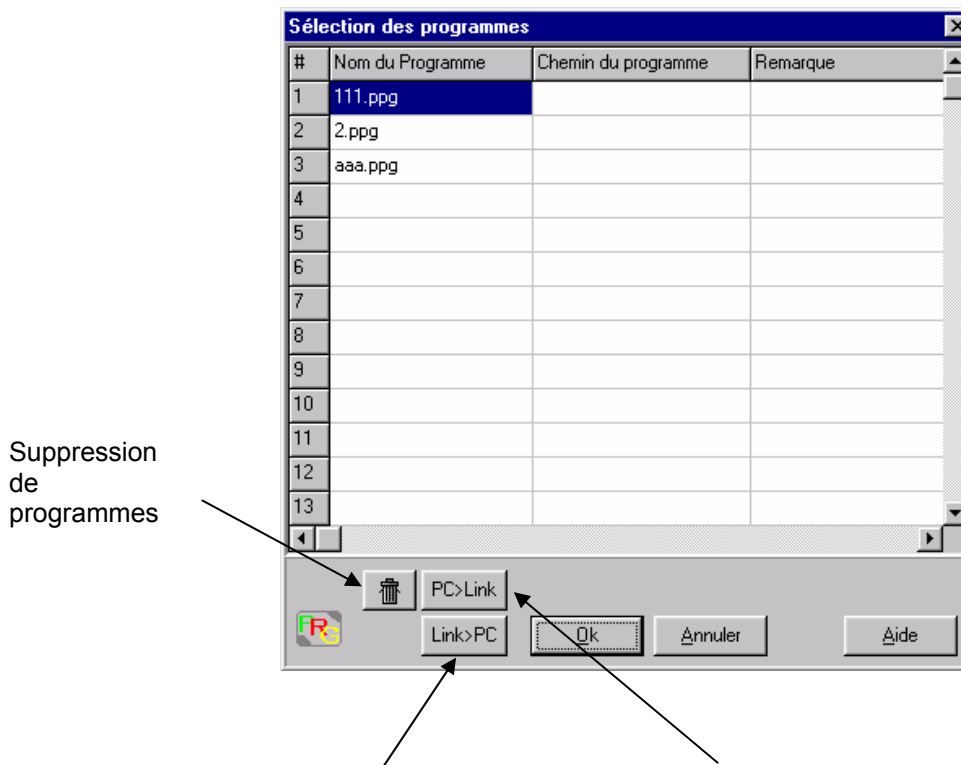 Sélection des programmes
# Nom du Programme Chemin du programme Remarque
1 111.ppg
2 2.ppg
3 aaa.ppg
4
5
6
7
8
9
10
11
12
13
Suppression
de
programmes
PC>Link
PRG
Link>PC Ok Annuler Aide